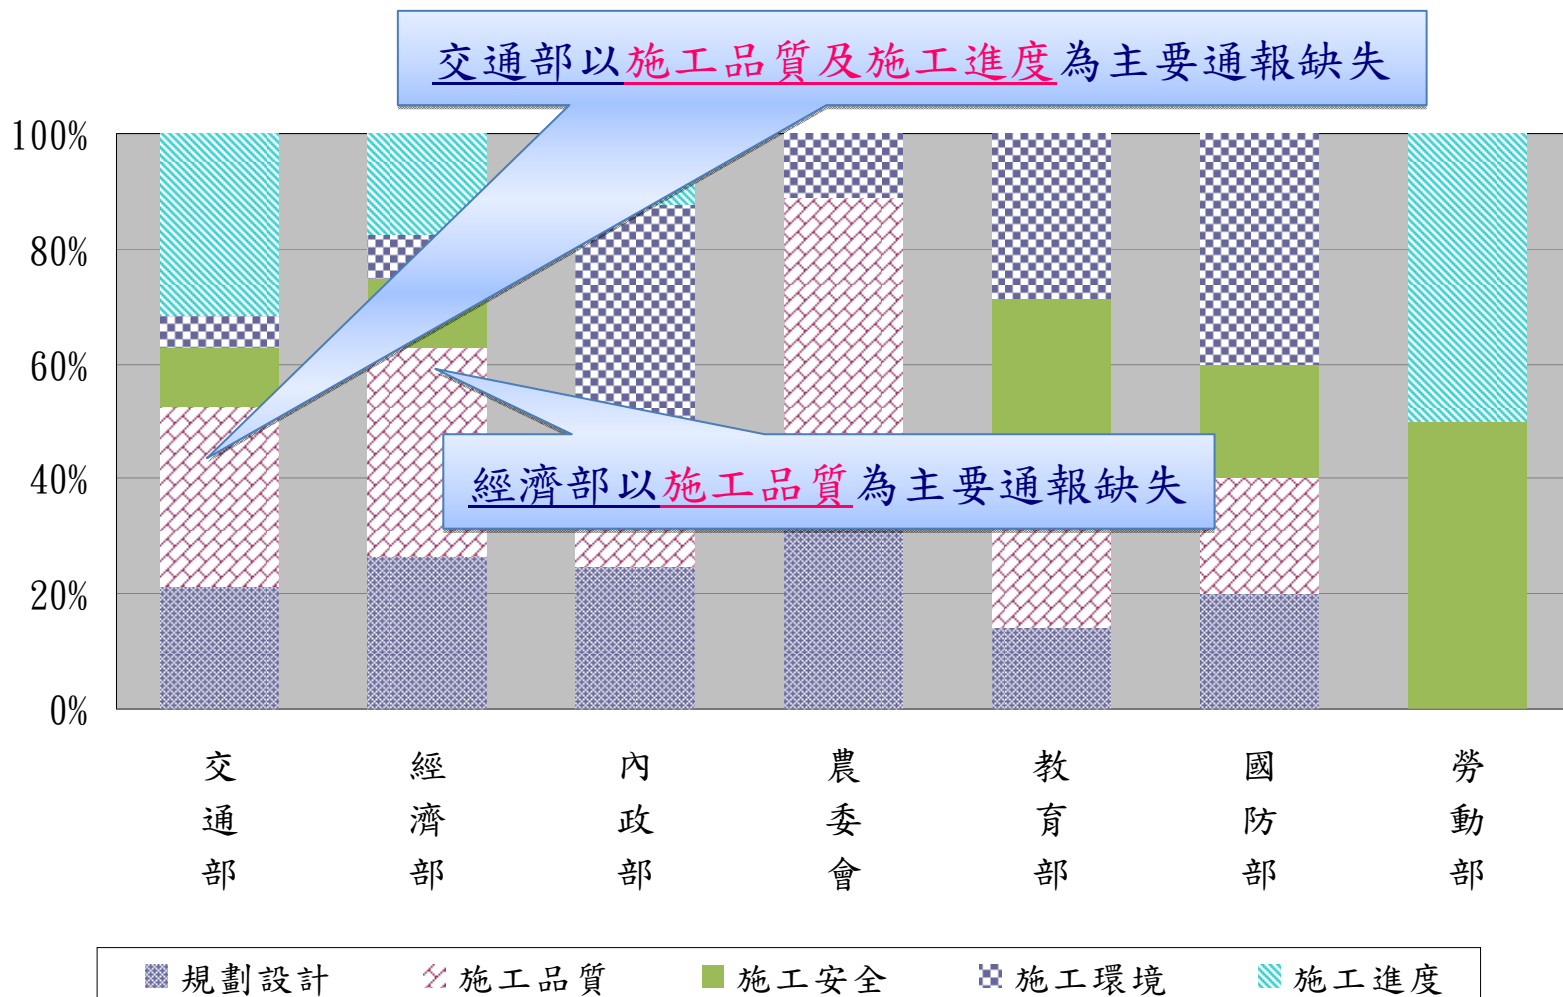 交通部以施工品質及施工進度為主要通報缺失
100%
80%
60%
40%
20%
0%
經濟部以施工品質為主要通報缺失
交通部
經濟部
內政部
農委會
教育部
國防部
勞動部
規劃設計
施工品質
施工安全
施工環境
施工進度